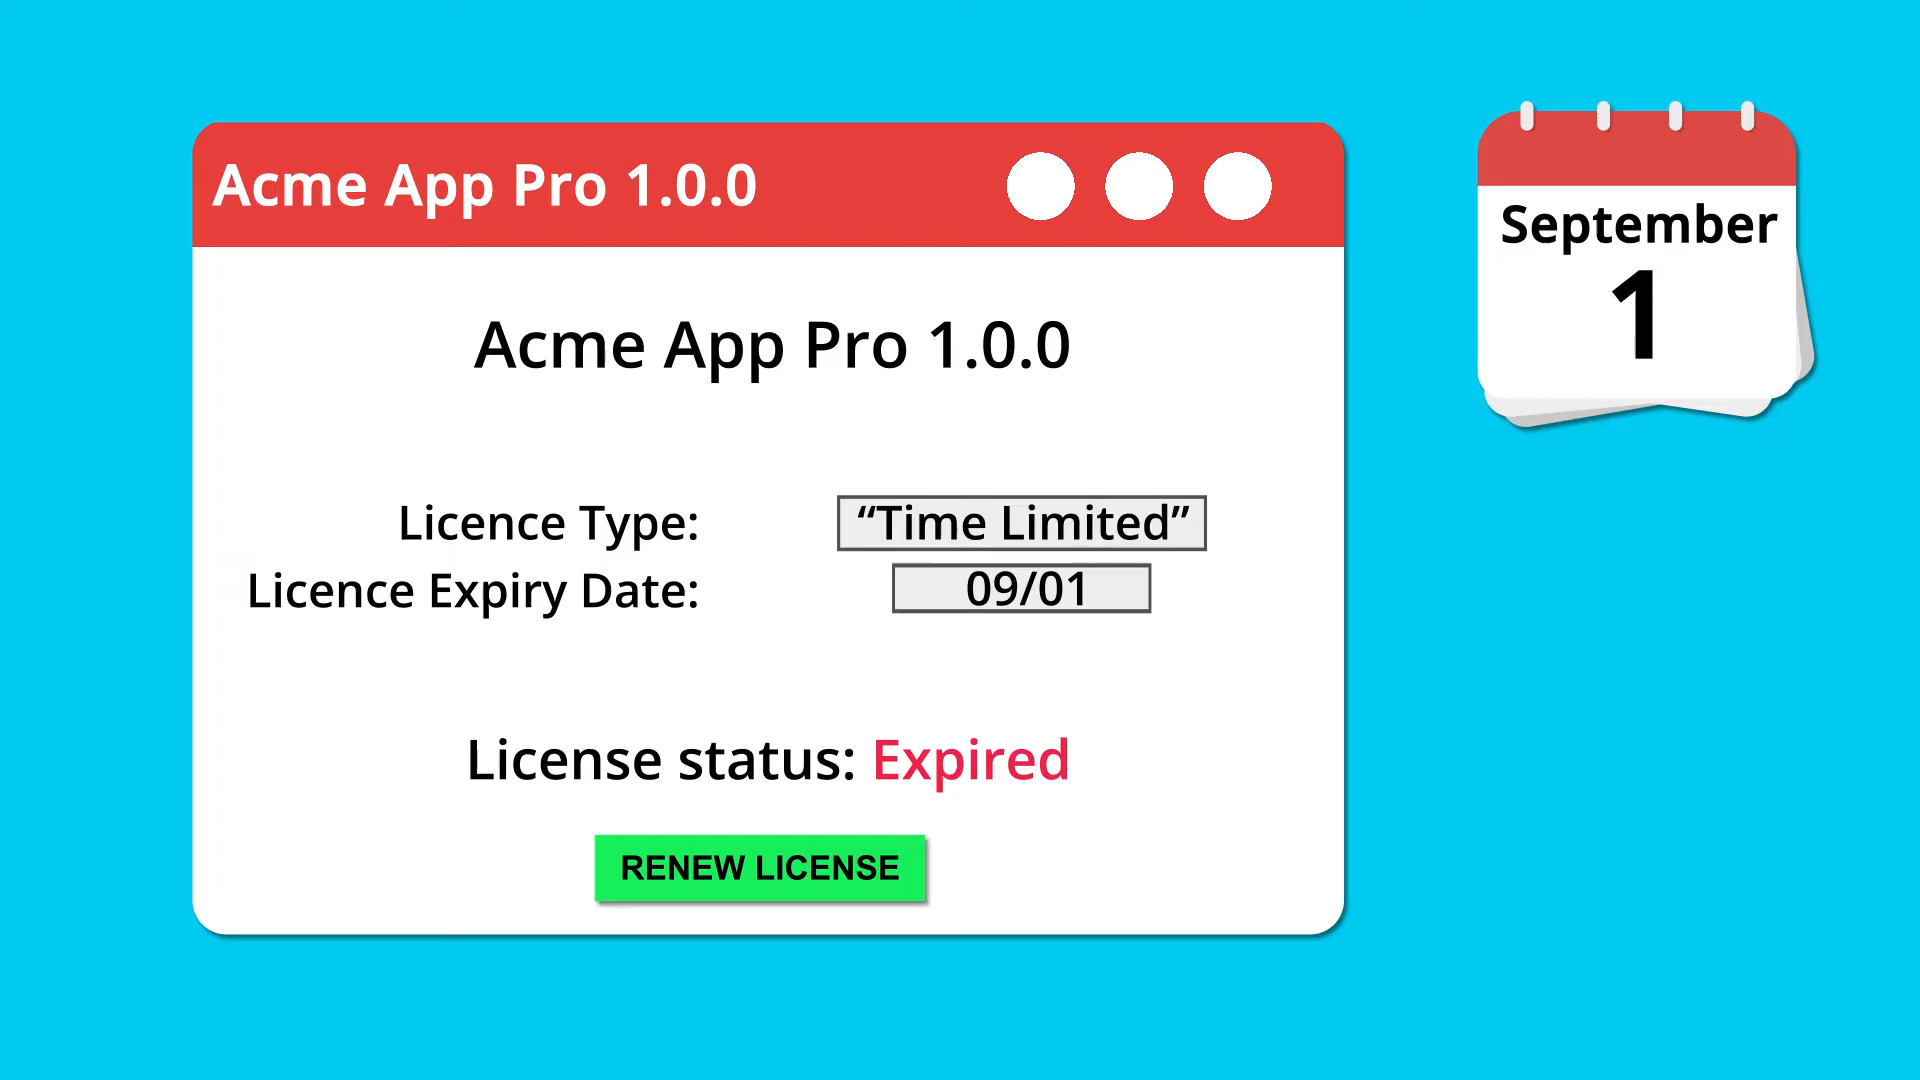 Acme App Pro 1.0.0
Acme App Pro 1.0.0
Licence Type: “Time Limited”
Licence Expiry Date: 09/01
License status: Expired
RENEW LICENSE
September
1